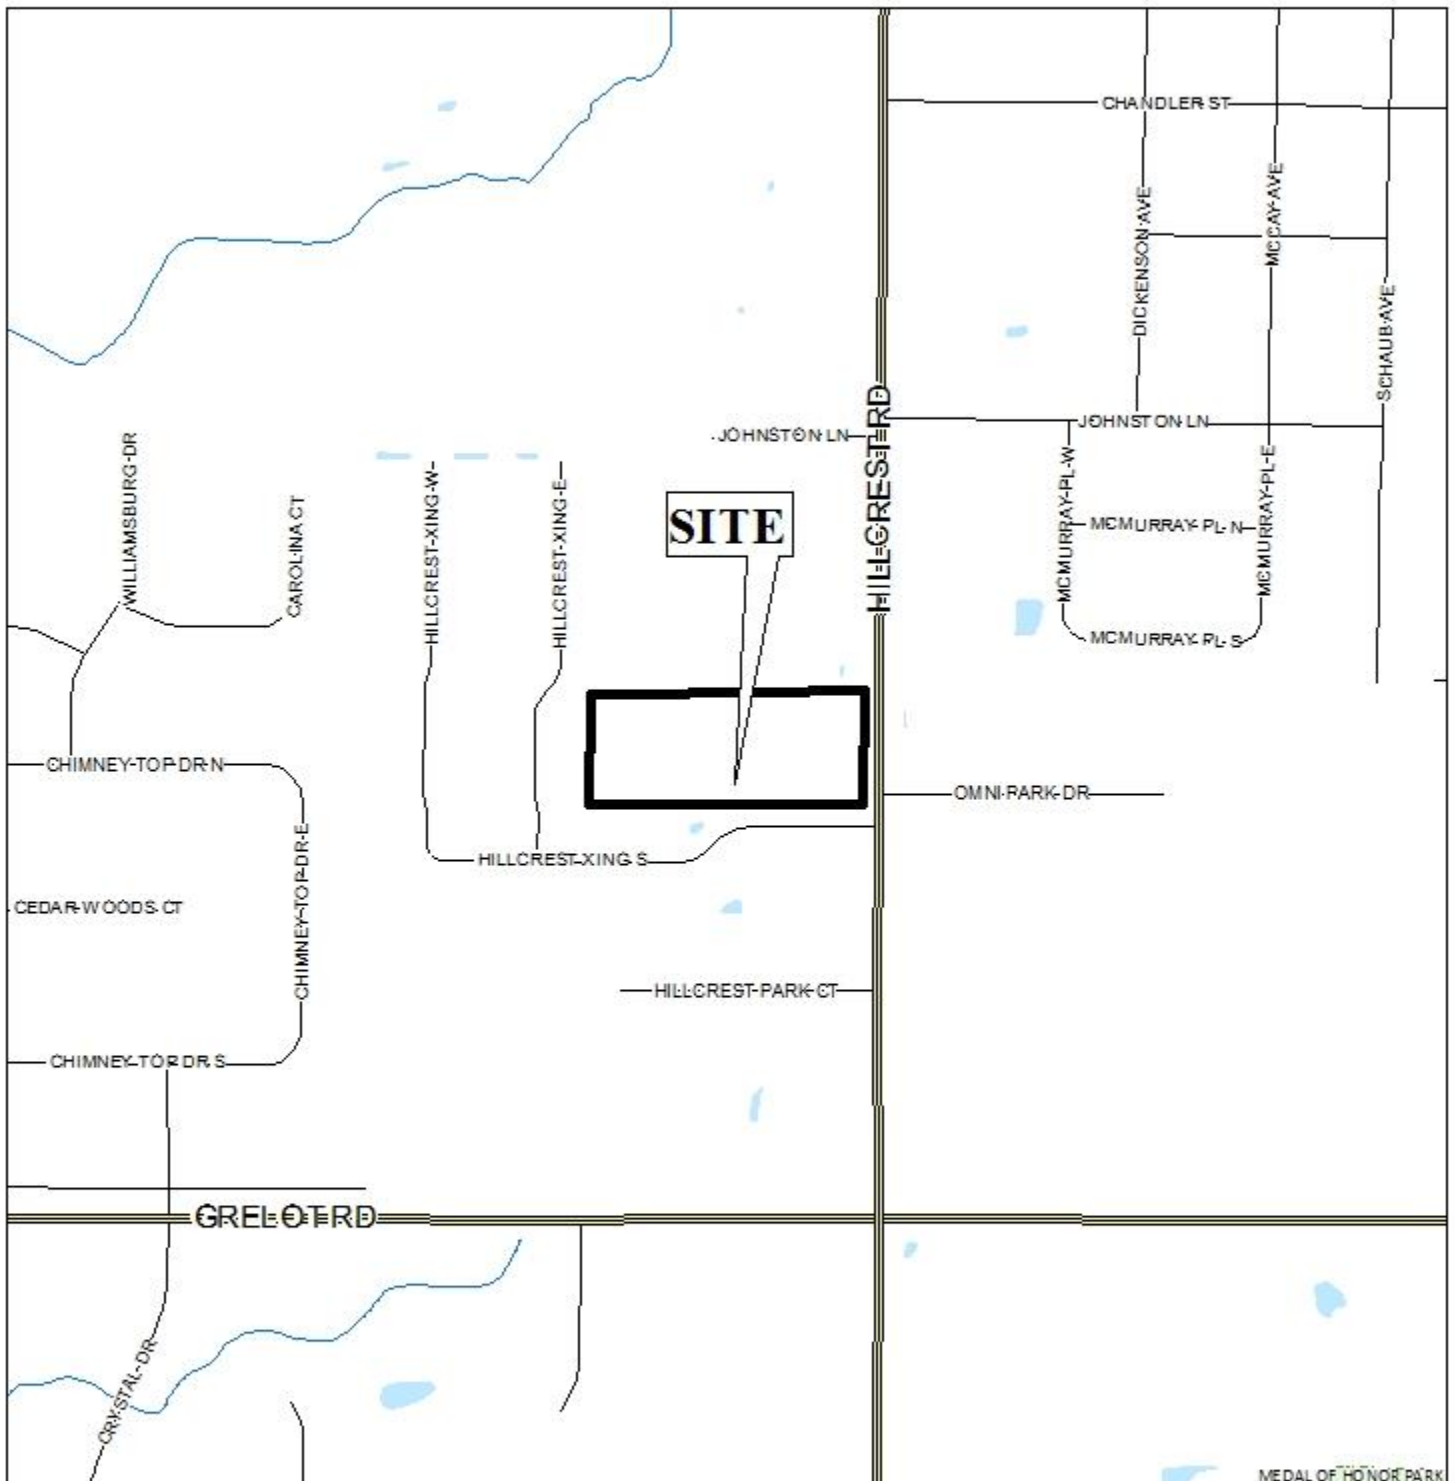 CHANDLER ST
DICKENSON AVE
MCCAY AVE
SCHAUB AVE
HILLCREST RD
JOHNSTON LN
JOHNSTON LN
WILLIAMSBURG DR
CAROLINA CT
HILLCREST XING W
HILLCREST XING E
SITE
MCMURRAY PL W
MCMURRAY PL N
MCMURRAY PL E
MCMURRAY PL S
CHIMNEY TOP DR N
OMNI PARK DR
CHIMNEY TOP DR E
HILLCREST XING S
CEDAR WOODS CT
HILLCREST PARK CT
CHIMNEY TOP DR S
GRELOT RD
CRYSTAL DR
MEDAL OF HONOR PARK